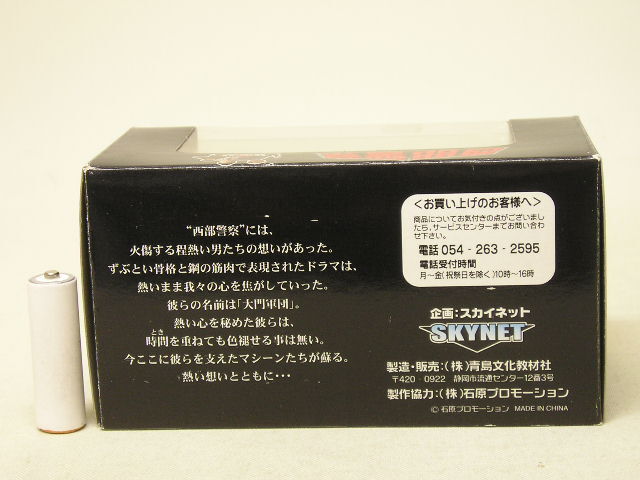 “西部警察”には、
火傷する程熱い男たちの想いがあった。
ずぶとい骨格と鋼の筋肉で表現されたドラマは、
熱いまま我々の心を焦がしていった。
彼らの名前は「大門軍団」。
熱い心を秘めた彼らは、
時間を重ねても色褪せる事は無い。
とき
今ここに彼らを支えたマシーンたちが蘇る。
熱い想いとともに…
<お買い上げのお客様へ>
商品についてお気付きの点がございまし
たら、サービスセンターまでお問い合わ
せ下さい。
電話 054-263-2595
電話受付時間
月～金(祝祭日を除く)10時～16時
企画:スカイネット
SKYNET
製造・販売:(株)青島文化教材社
〒420-0922 静岡市流通センター12番3号
製作協力:(株)石原プロモーション
© 石原プロモーション MADE IN CHINA